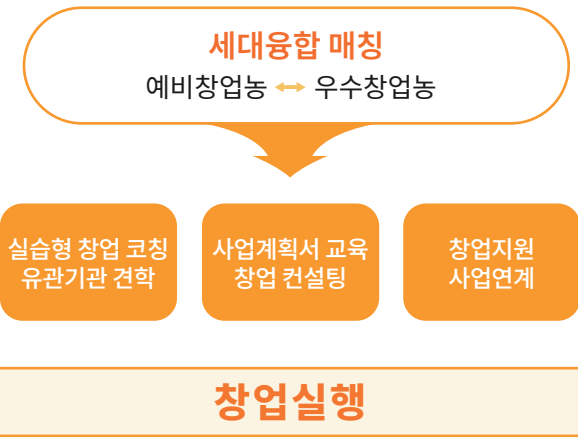 세대융합 매칭
예비창업농 ↔ 우수창업농
실습형 창업 코칭
유관기관 견학
사업계획서 교육
창업 컨설팅
창업지원
사업연계
창업실행